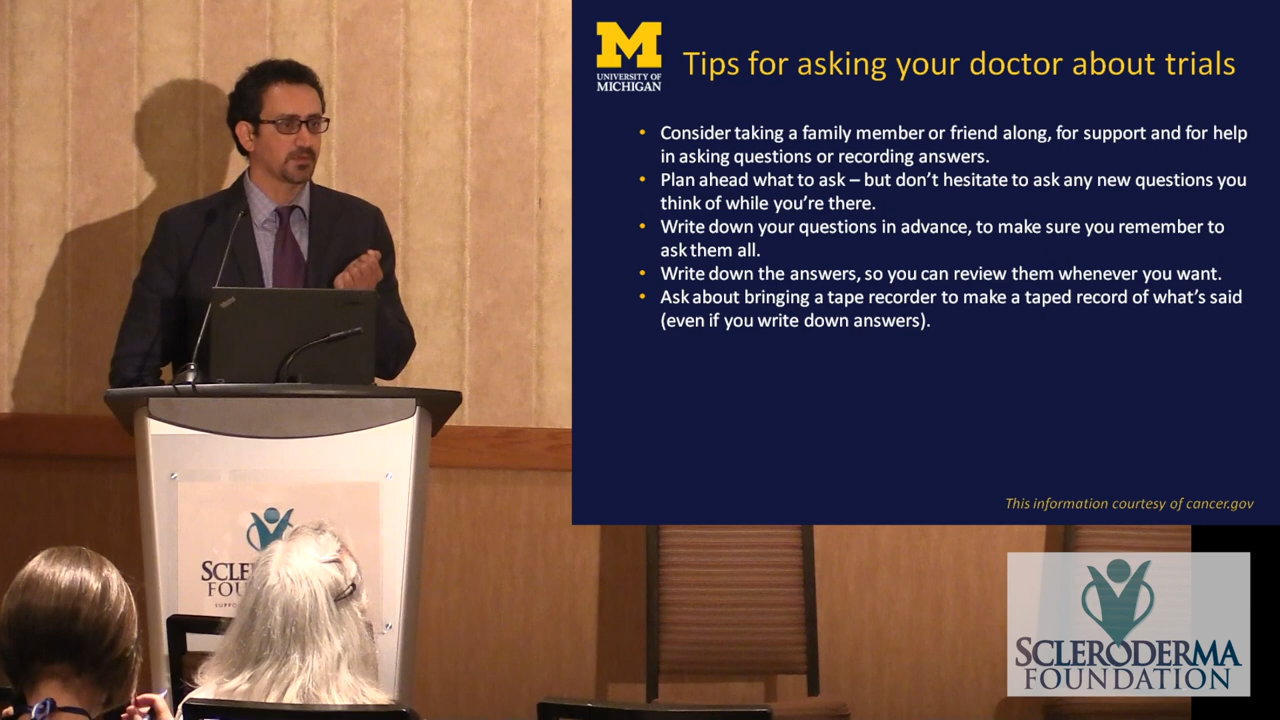 UNIVERSITY OF
MICHIGAN
Tips for asking your doctor about trials
• Consider taking a family member or friend along, for support and for help
in asking questions or recording answers.
• Plan ahead what to ask – but don't hesitate to ask any new questions you
think of while you're there.
• Write down your questions in advance, to make sure you remember to
ask them all.
• Write down the answers, so you can review them whenever you want.
• Ask about bringing a tape recorder to make a taped record of what's said
(even if you write down answers).
This information courtesy of cancer.gov
SCLERODERMA
FOUNDATION